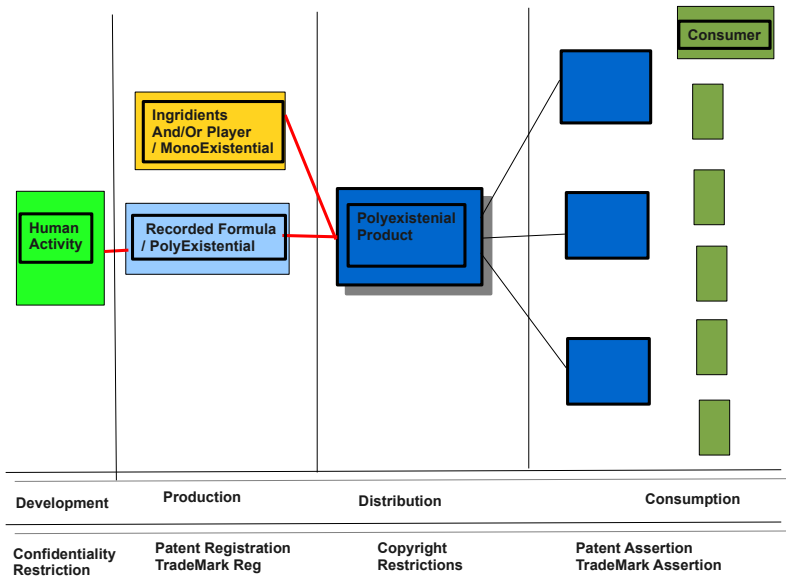 Consumer
Ingridients
And/Or Player
/ MonoExistential
Human
Activity
Recorded Formula
/ PolyExistential
Polyexistenial
Product
Development
Production
Distribution
Consumption
Confidentiality
Restriction
Patent Registration
TradeMark Reg
Copyright
Restrictions
Patent Assertion
TradeMark Assertion